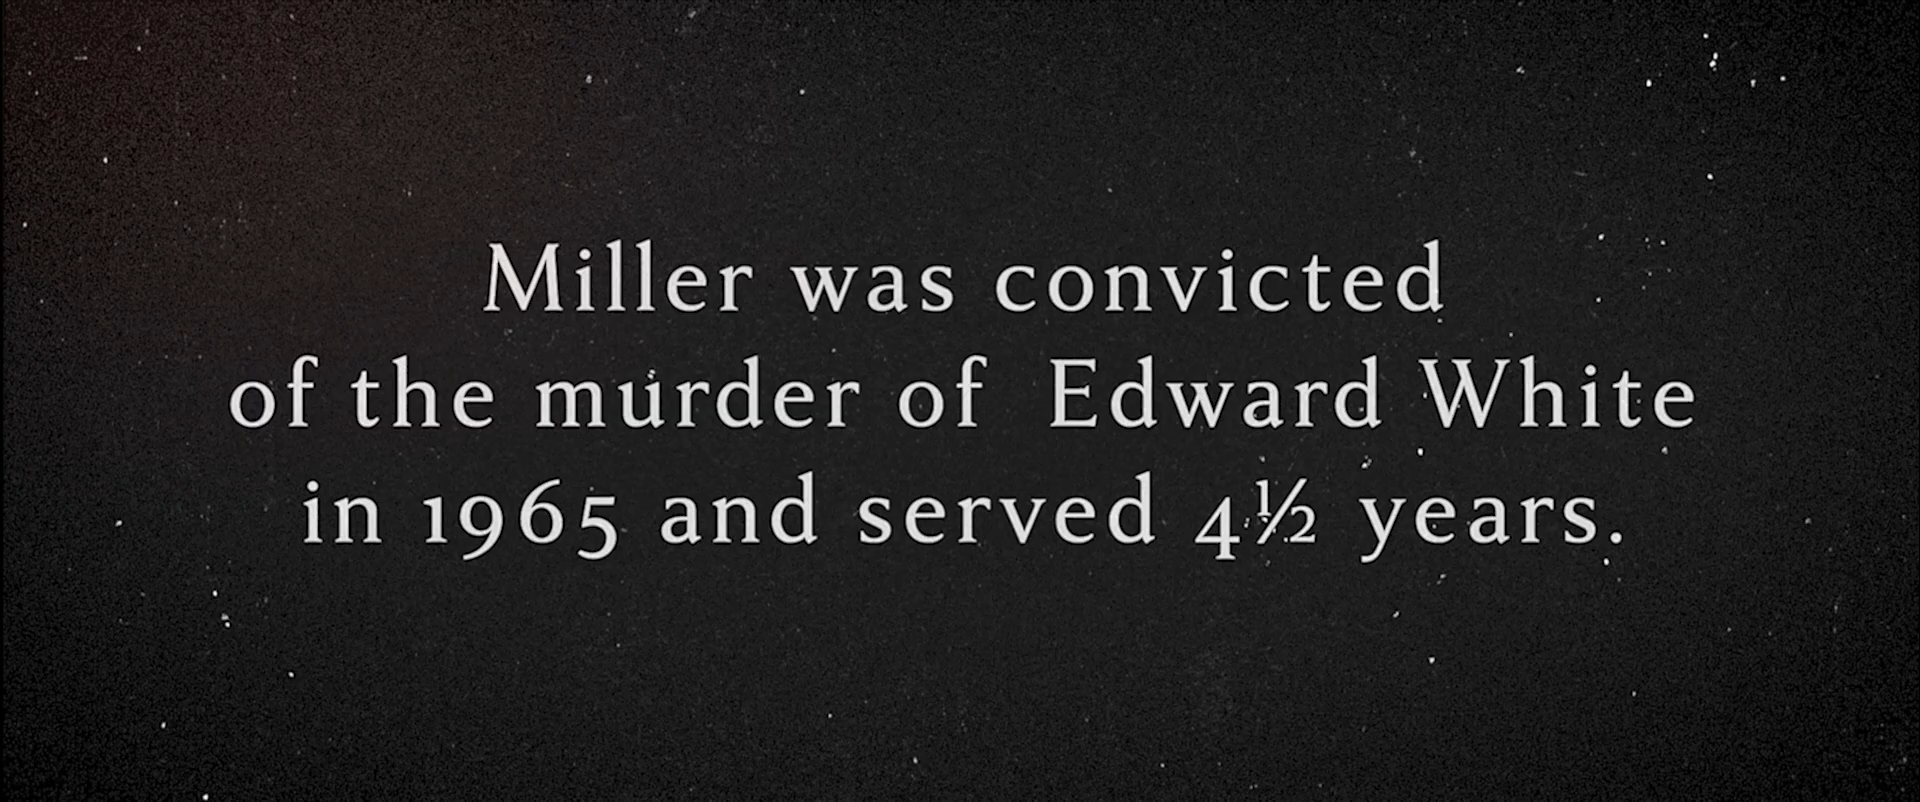 Miller was convicted
of the murder of Edward White
in 1965 and served 4½ years.